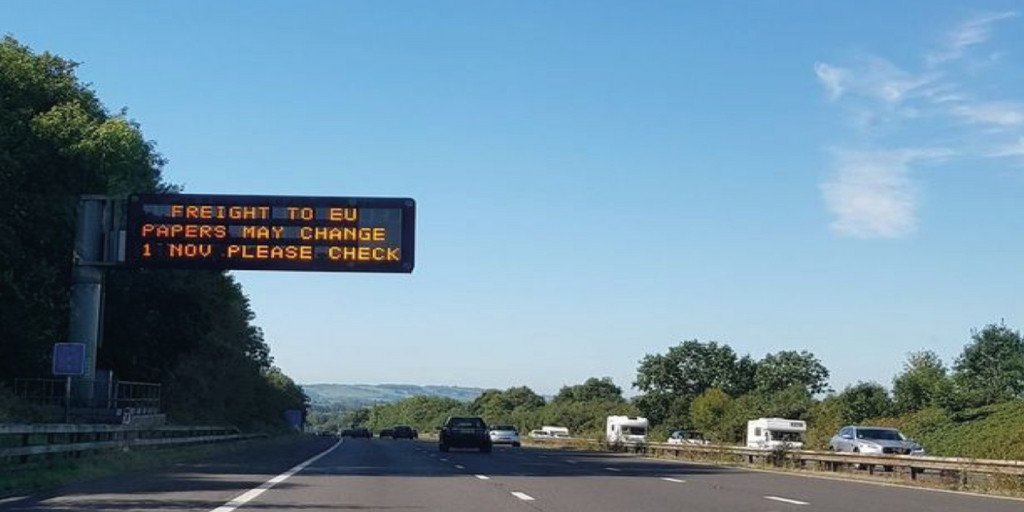 FREIGHT TO EU
PAPERS MAY CHANGE
1 NOV PLEASE CHECK